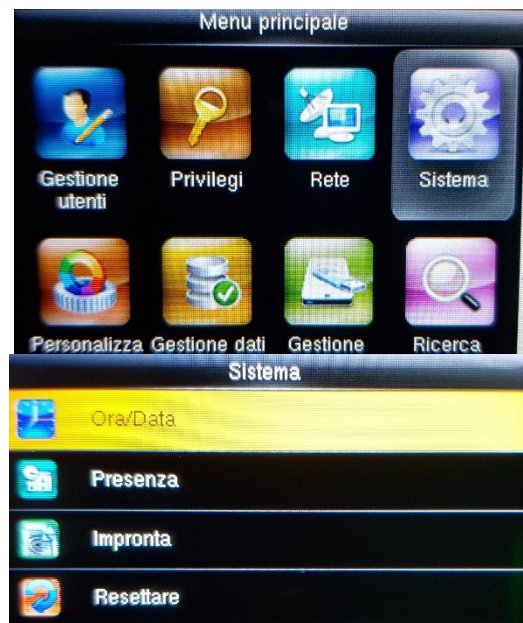 Menu principale
Gestione utenti
Privilegi
Rete
Sistema
Personalizza
Gestione dati
Gestione
Ricerca
Sistema
Ora/Data
Presenza
Impronta
Resettare